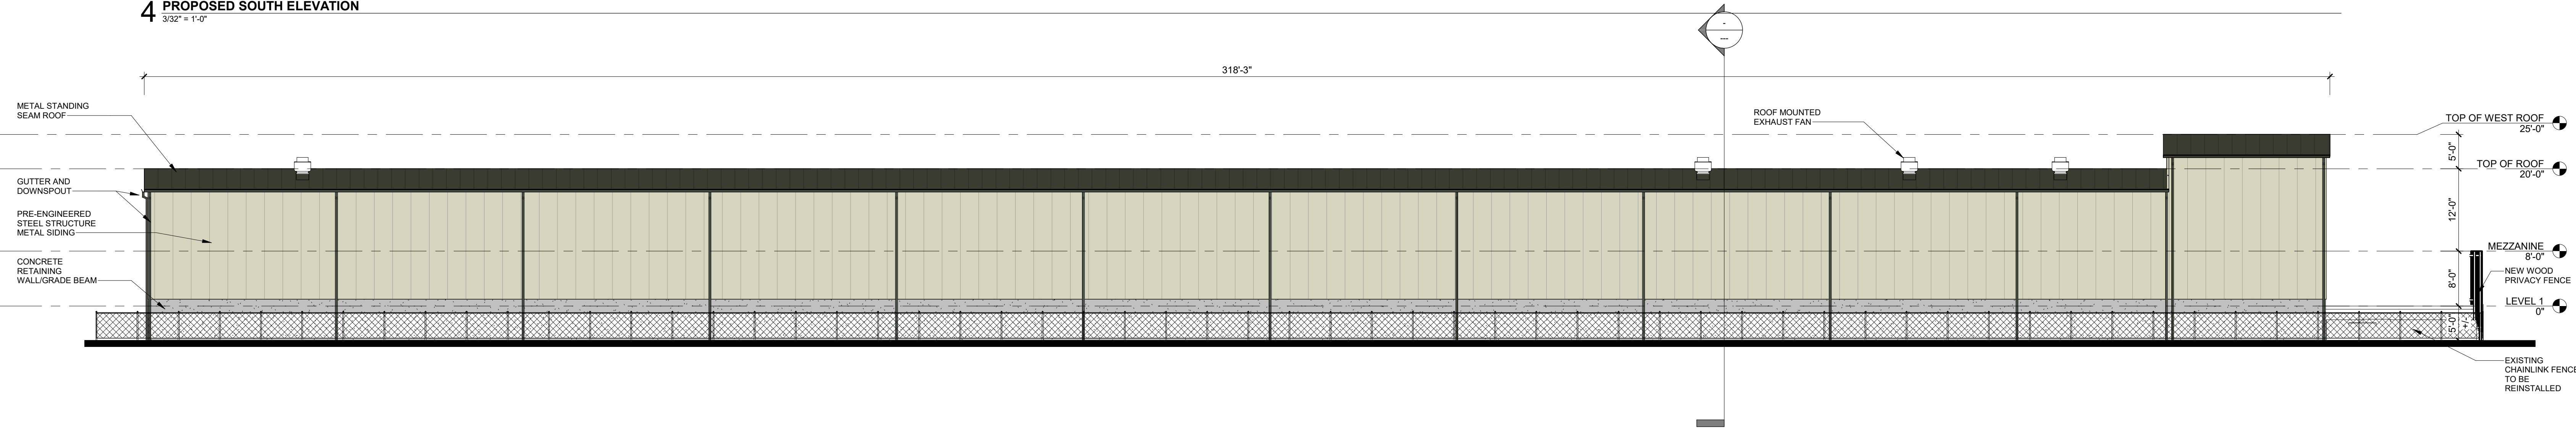 4 PROPOSED SOUTH ELEVATION
3/32" = 1'-0"
-
---
318'-3"
METAL STANDING
SEAM ROOF
ROOF MOUNTED
EXHAUST FAN
TOP OF WEST ROOF
25'-0"
5'-0"
TOP OF ROOF
20'-0"
GUTTER AND
DOWNSPOUT
PRE-ENGINEERED
STEEL STRUCTURE
METAL SIDING
12'-0"
MEZZANINE
8'-0"
CONCRETE
RETAINING
WALL/GRADE BEAM
8'-0"
NEW WOOD
PRIVACY FENCE
LEVEL 1
0"
5'-0"
+/-
EXISTING
CHAINLINK FENCE
TO BE
REINSTALLED